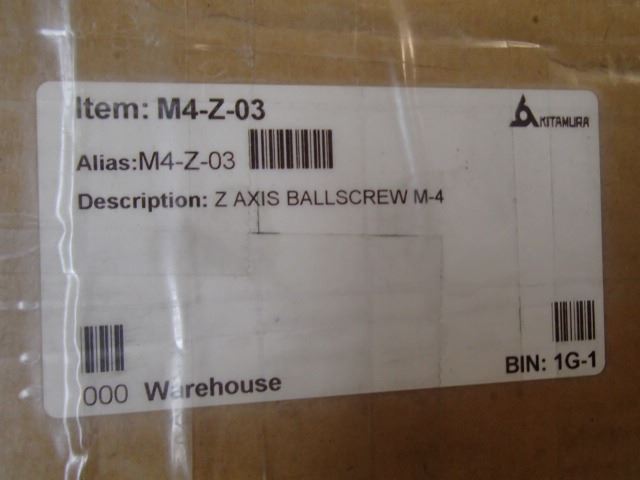 Item: M4-Z-03
KITAMURA
Alias:M4-Z-03
Description: Z AXIS BALLSCREW M-4
000 Warehouse
BIN: 1G-1